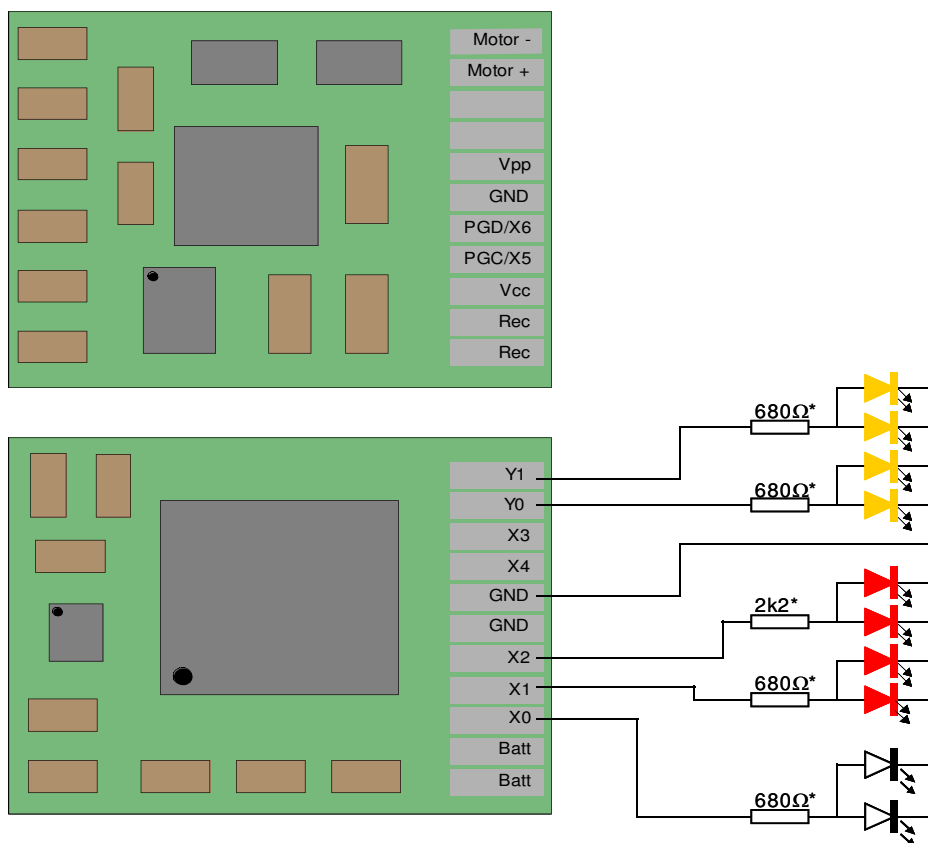 Motor -
Motor +
Vpp
GND
PGD/X6
PGC/X5
Vcc
Rec
Rec
680Ω*
Y1
680Ω*
Y0
X3
X4
GND
2k2*
GND
X2
680Ω*
X1
X0
Batt
Batt
680Ω*